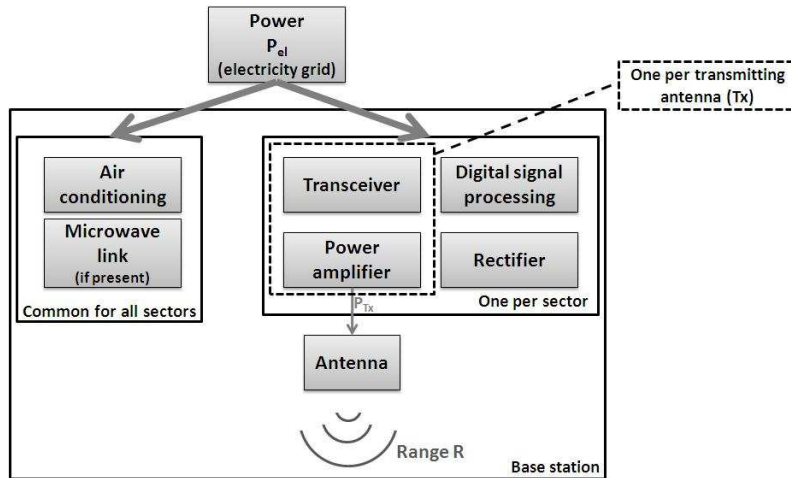 Power
P_el
(electricity grid)
One per transmitting
antenna (Tx)
Air
conditioning
Microwave
link
(if present)
Common for all sectors
Transceiver
Digital signal
processing
Power
amplifier
Rectifier
One per sector
P_Tx
Antenna
Range R
Base station